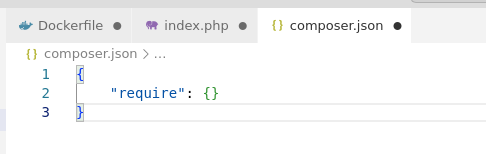 Dockerfile index.php {} composer.json
{} composer.json > ...
1 {
2     "require": {}
3 }